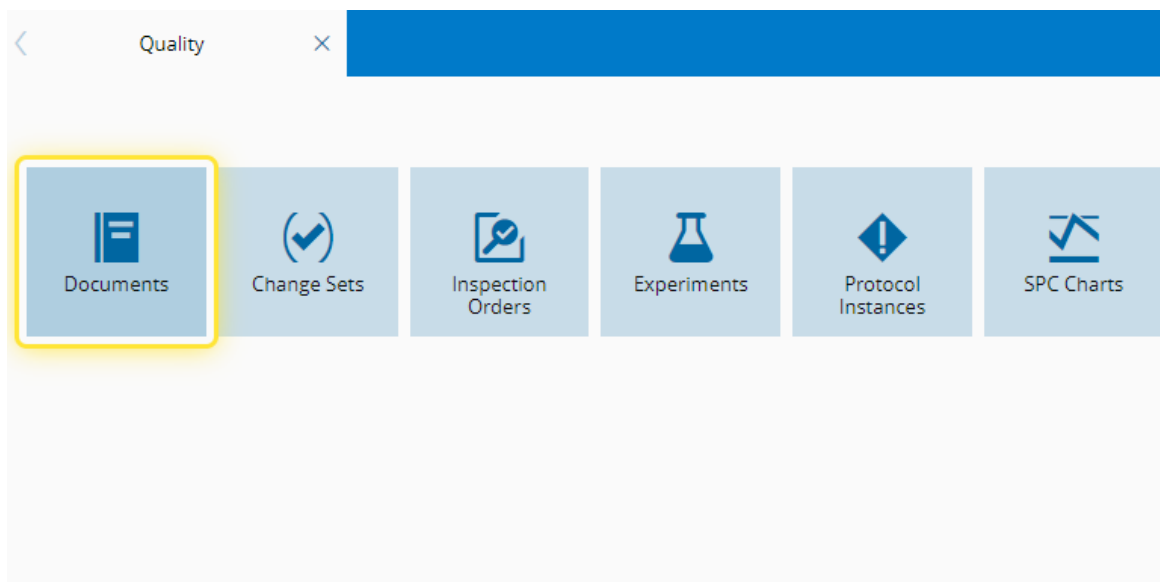 Quality
Documents
Change Sets
Inspection
Orders
Experiments
Protocol
Instances
SPC Charts